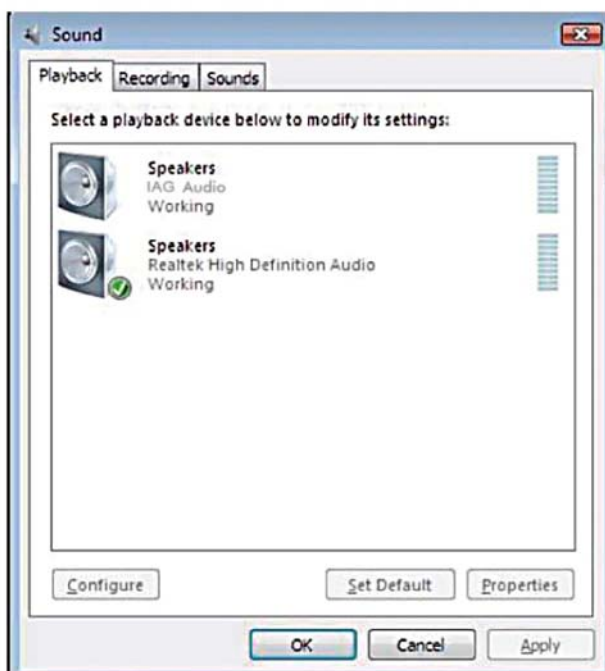 Sound
Playback Recording Sounds
Select a playback device below to modify its settings:
Speakers
IAG Audio
Working
Speakers
Realtek High Definition Audio
Working
Configure Set Default Properties
OK Cancel Apply